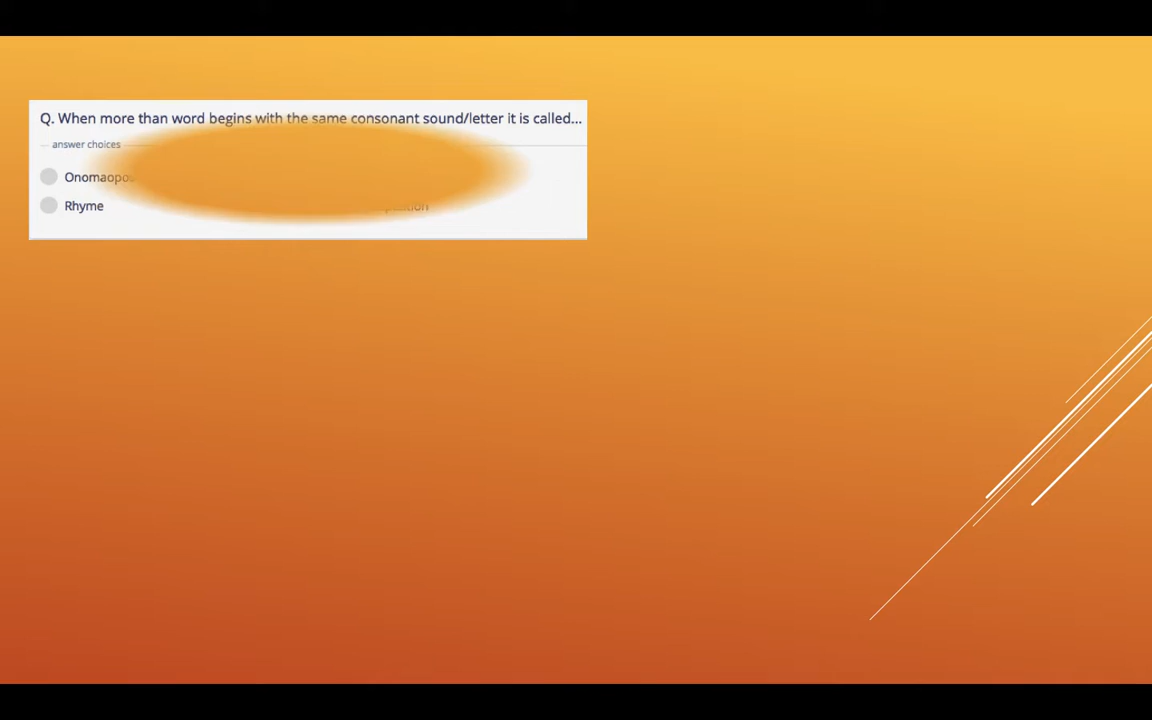 Q. When more than word begins with the same consonant sound/letter it is called...
answer choices
Rhyme